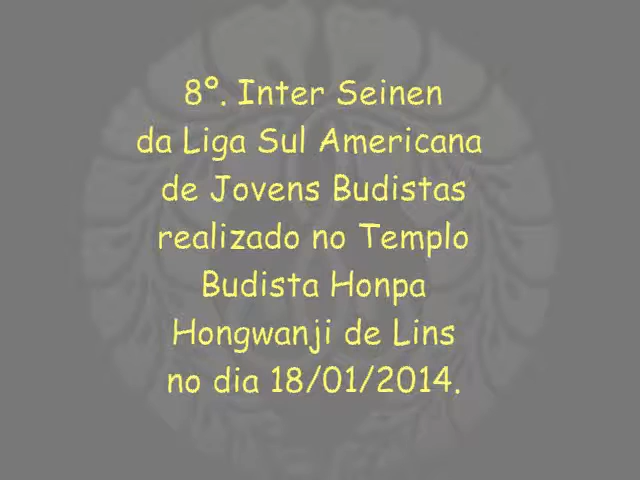 8º. Inter Seinen
da Liga Sul Americana
de Jovens Budistas
realizado no Templo
Budista Honpa
Hongwanji de Lins
no dia 18/01/2014.